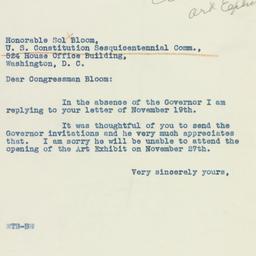 Honorable Sol Bloom,
U. S. Constitution Sesquicentennial Comm.,
524 House Office Building,
Washington, D. C.
Dear Congressman Bloom:
In the absence of the Governor I am
replying to your letter of November 19th.
It was thoughtful of you to send the
Governor invitations and he very much appreciates
that. I am sorry he will be unable to attend the
opening of the Art Exhibit on November 27th.
Very sincerely yours,